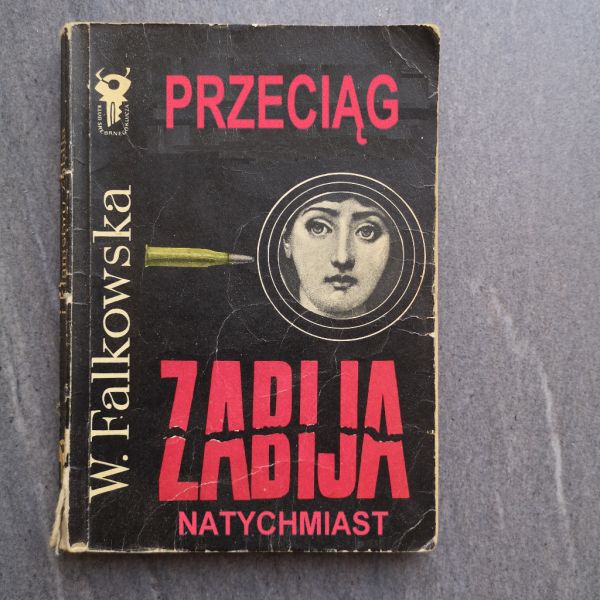 PRZECIĄG
W. Falkowska
ZABIJA
NATYCHMIAST